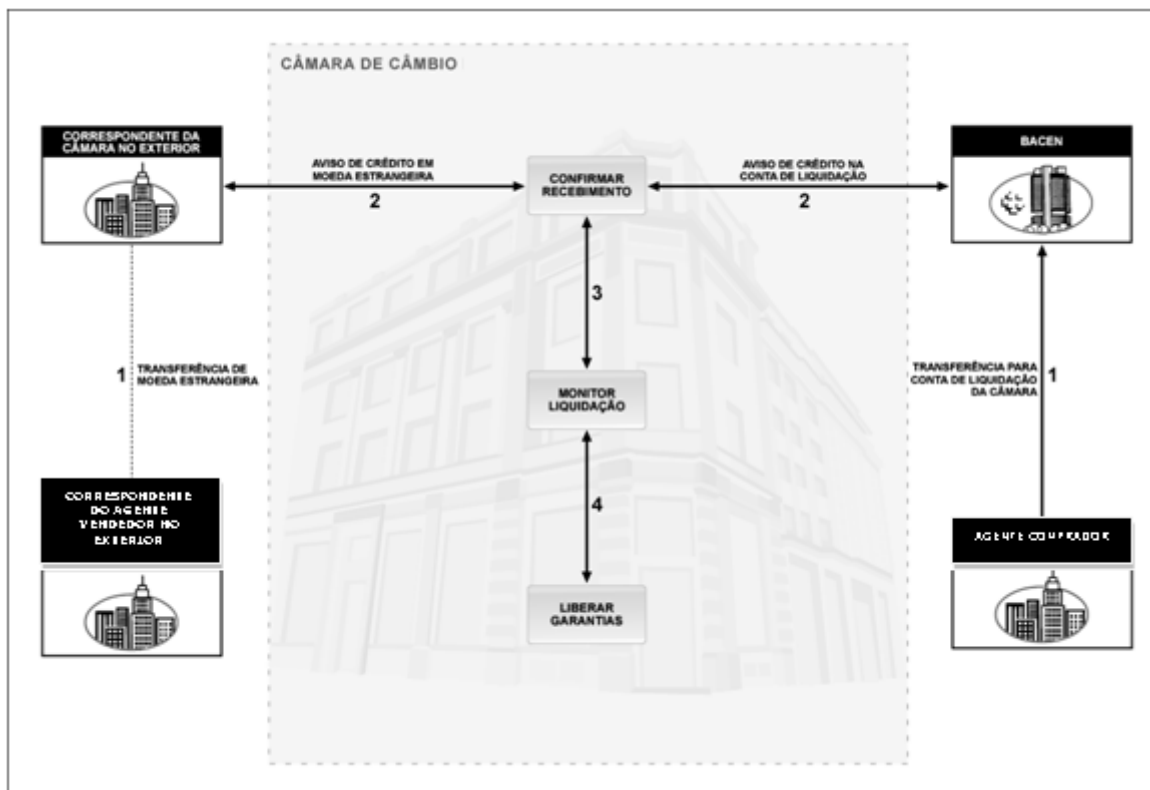 CÂMARA DE CÂMBIO
CORRESPONDENTE DA
CÂMARA NO EXTERIOR
AVISO DE CRÉDITO EM
MOEDA ESTRANGEIRA
2
CONFIRMAR
RECEBIMENTO
AVISO DE CRÉDITO NA
CONTA DE LIQUIDAÇÃO
2
BACEN
3
1
TRANSFERÊNCIA DE
MOEDA ESTRANGEIRA
MONITOR
LIQUIDAÇÃO
TRANSFERÊNCIA PARA
CONTA DE LIQUIDAÇÃO
DA CÂMARA
1
4
CORRESPONDENTE
DO AGENTE
VENDEDOR NO
EXTERIOR
AGENTE COMPRADOR
LIBERAR
GARANTIAS